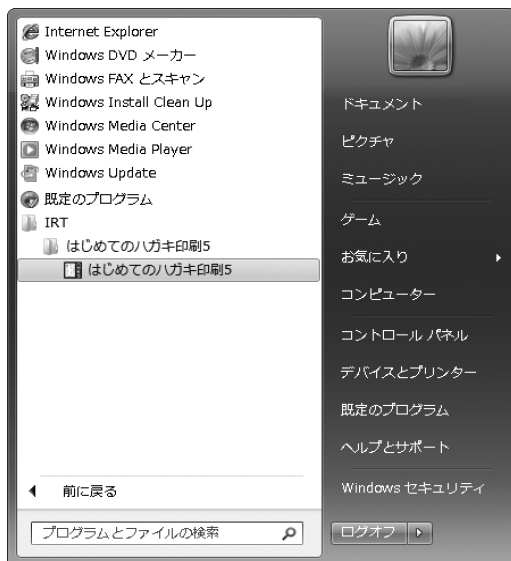 Internet Explorer
Windows DVD メーカー
Windows FAX とスキャン
Windows Install Clean Up
Windows Media Center
Windows Media Player
Windows Update
既定のプログラム
IRT
はじめてのハガキ印刷5
はじめてのハガキ印刷5
前に戻る
プログラムとファイルの検索
ドキュメント
ピクチャ
ミュージック
ゲーム
お気に入り
コンピューター
コントロール パネル
デバイスとプリンター
既定のプログラム
ヘルプとサポート
Windows セキュリティ
ログオフ